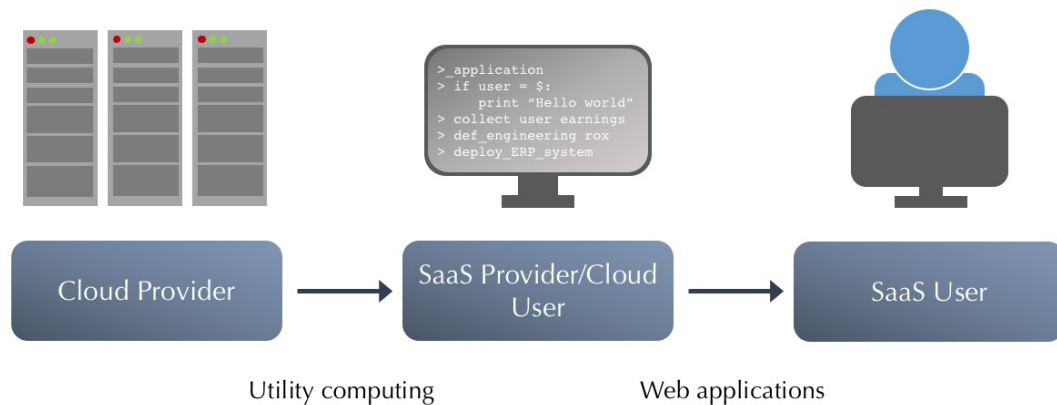 >_application
> if user = $:
print “Hello world”
> collect user earnings
> def_engineering rox
> deploy_ERP_system
Cloud Provider
SaaS Provider/Cloud
User
SaaS User
Utility computing
Web applications